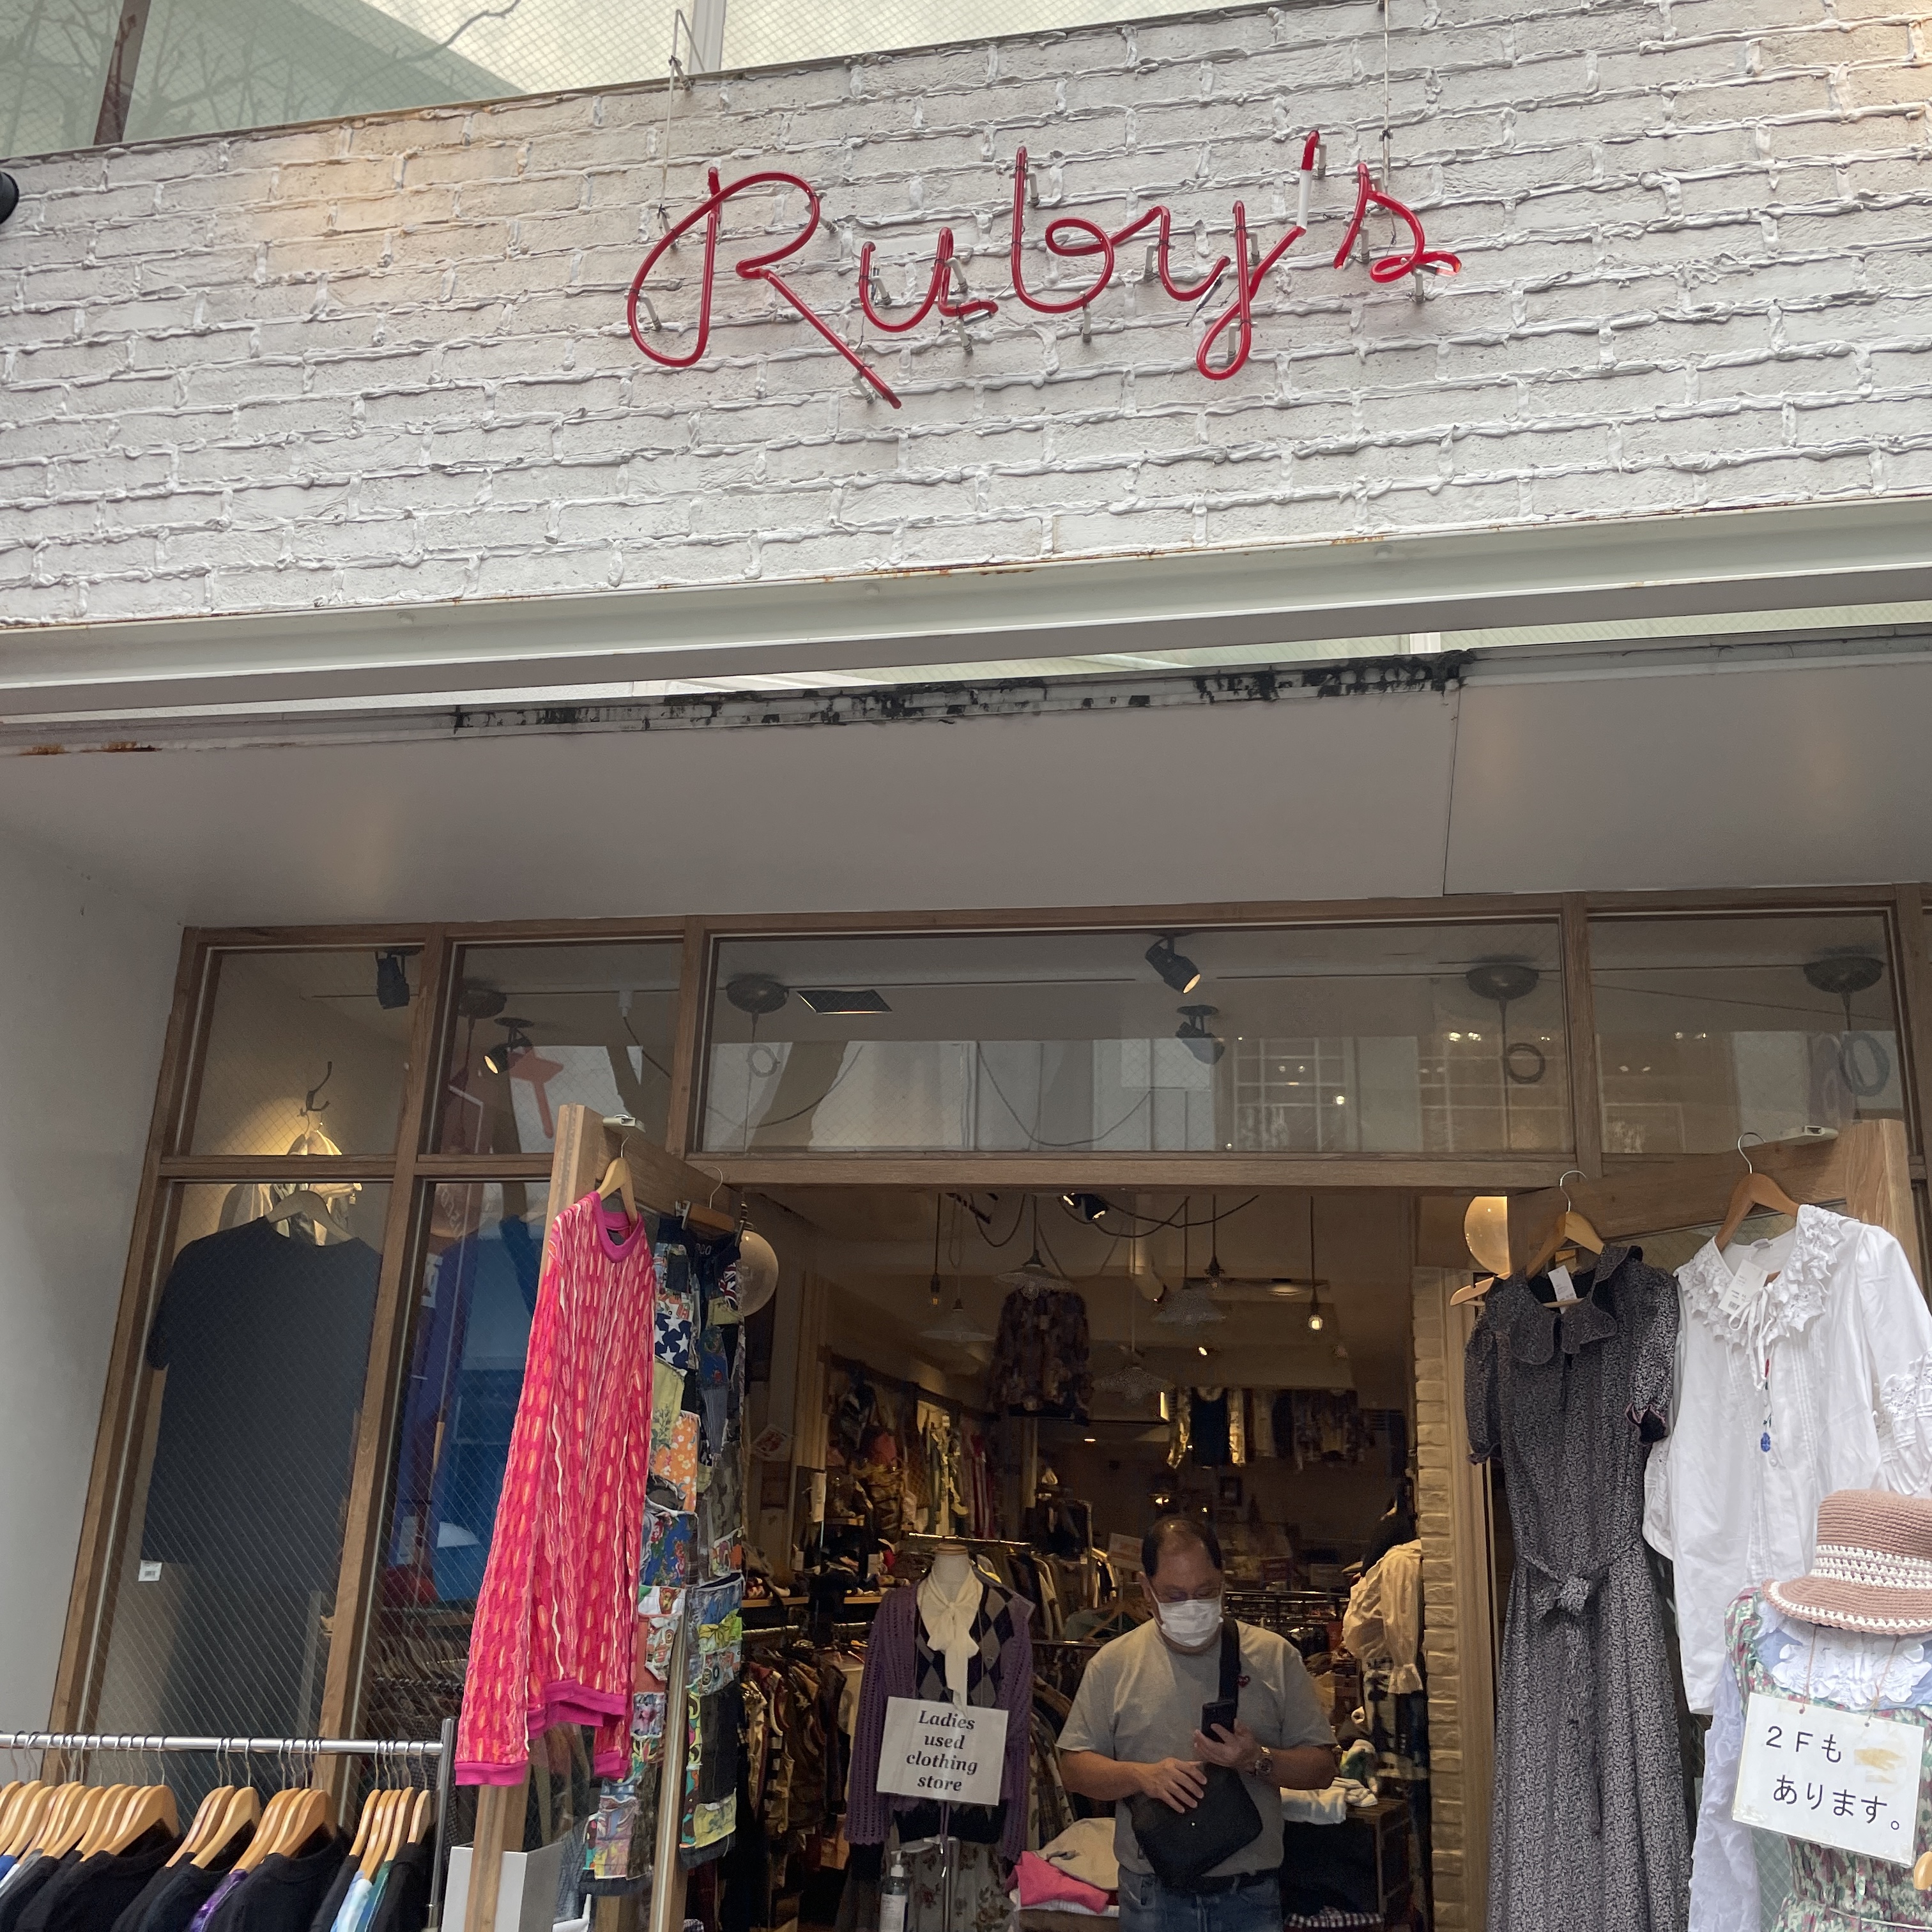 Ruby's
Ladies
used
clothing
store
2Fも
あります。